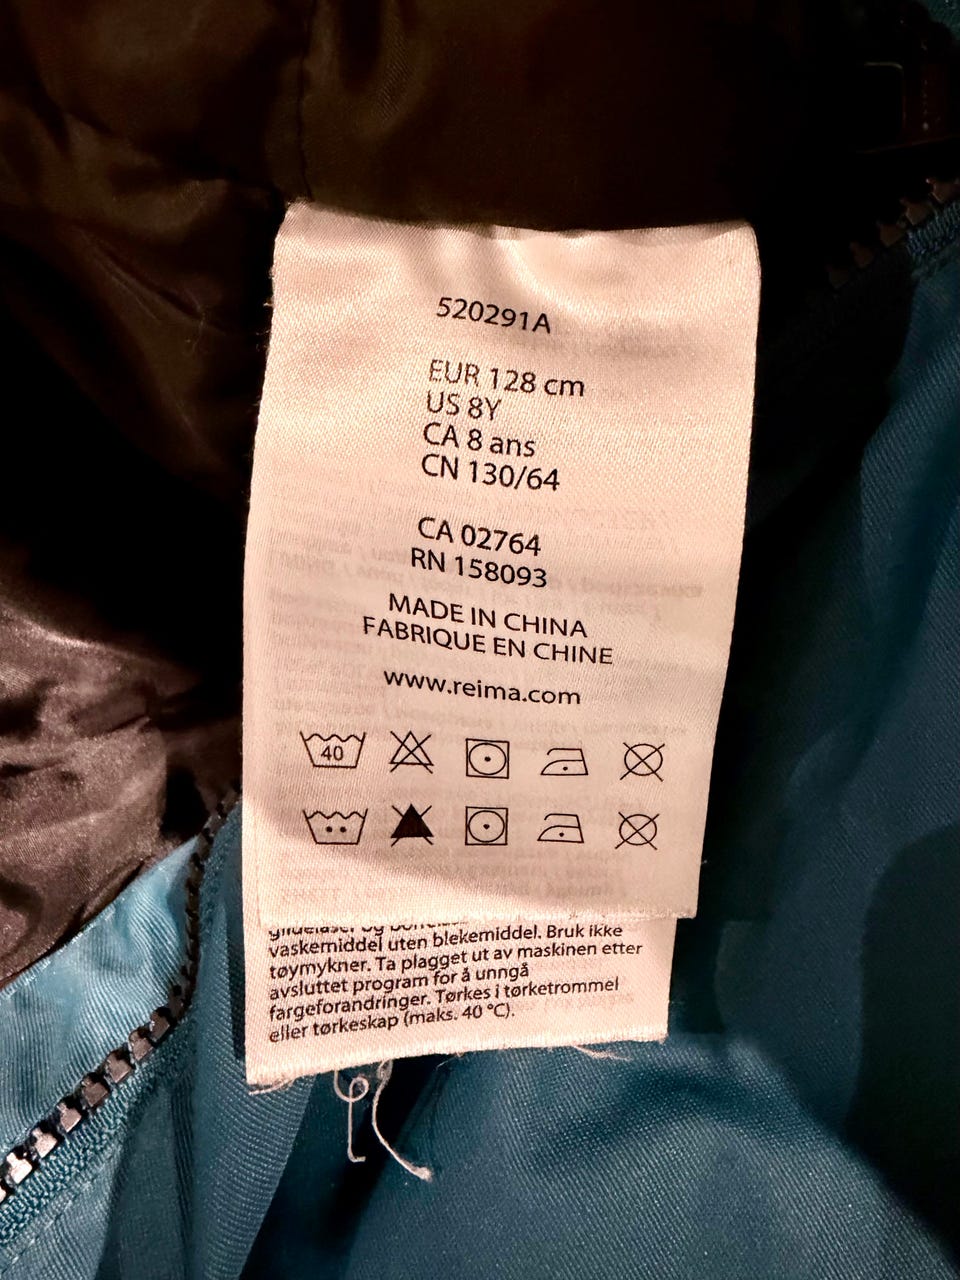 520291A
EUR 128 cm
US 8Y
CA 8 ans
CN 130/64
CA 02764
RN 158093
MADE IN CHINA
FABRIQUE EN CHINE
www.reima.com
40
vaskemiddel uten blekemiddel. Bruk ikke
tøymykner. Ta plagget ut av maskinen etter
avsluttet program for å unngå
fargeforandringer. Tørkes i tørketrommel
eller tørkeskap (maks. 40 °C).